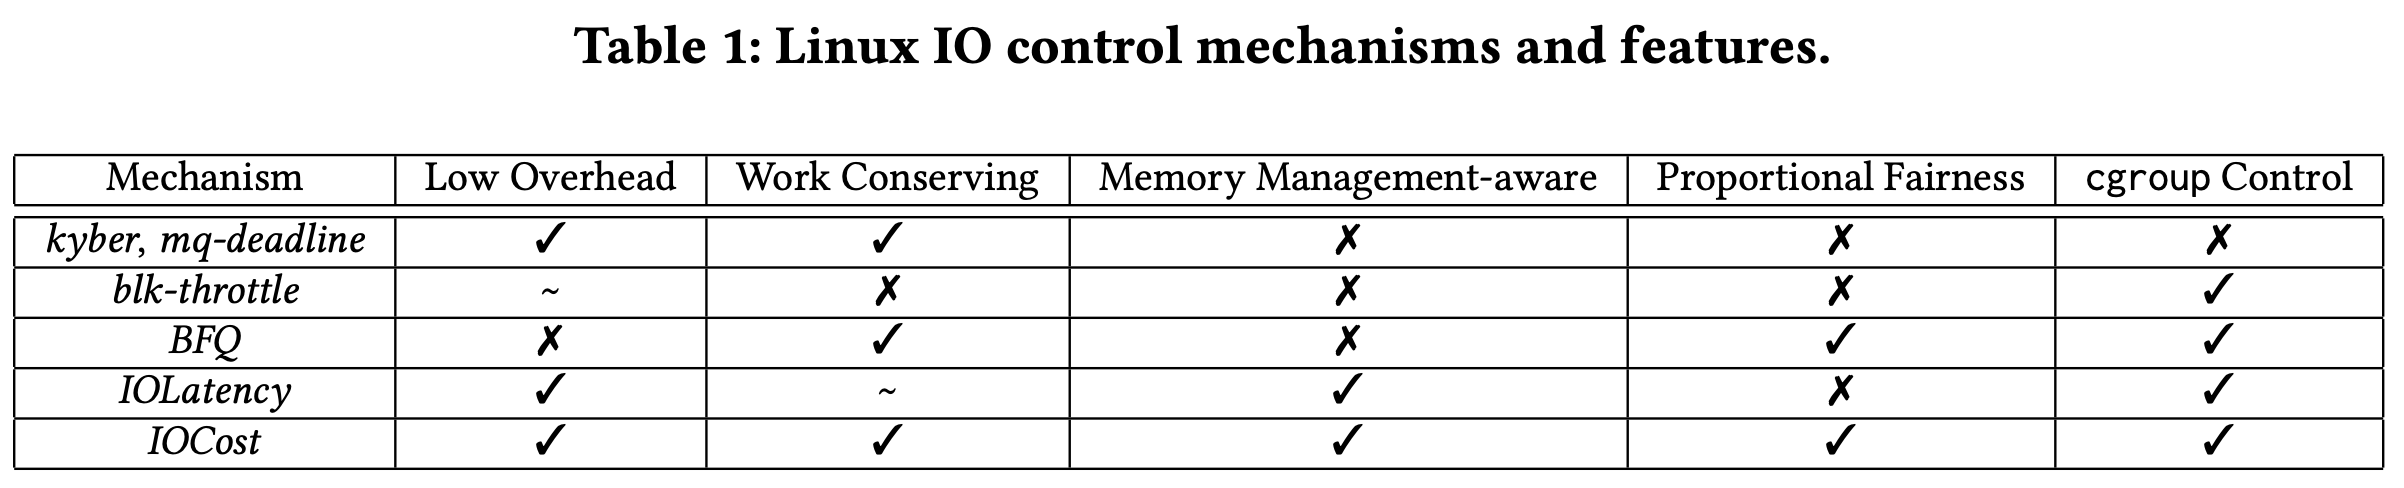 Table 1: Linux IO control mechanisms and features.
Mechanism Low Overhead Work Conserving Memory Management-aware Proportional Fairness cgroup Control
kyber, mq-deadline ✓ ✓ ✗ ✗ ✗
blk-throttle ~ ✗ ✗ ✗ ✓
BFQ ✗ ✓ ✗ ✓ ✓
IOLatency ✓ ~ ✓ ✗ ✓
IOCost ✓ ✓ ✓ ✓ ✓